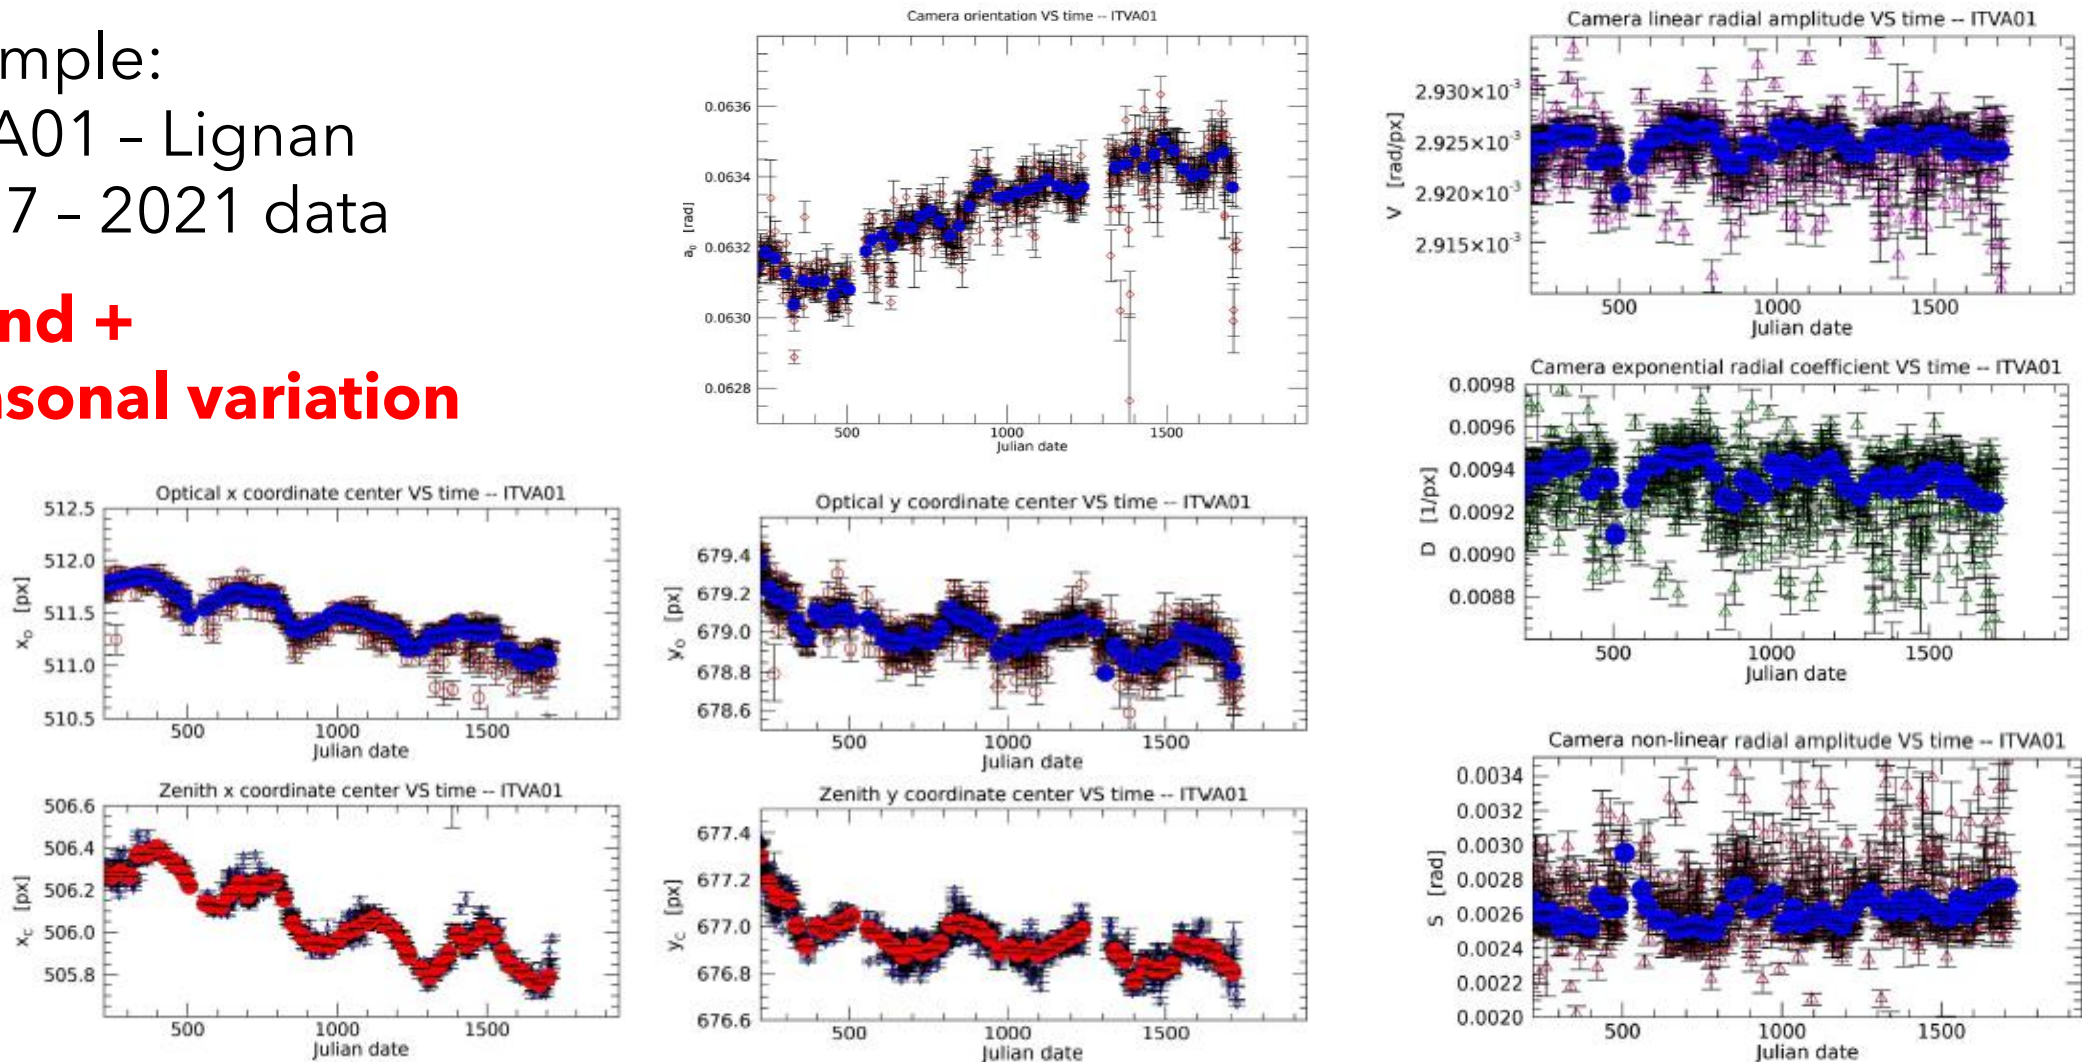 mple:
A01 – Lignan
7 – 2021 data
nd +
asonal variation
Camera orientation VS time -- ITVA01
0.0636
0.0634
0.0632
0.0630
0.0628
a₀ [rad]
500 1000 1500
Julian date
Camera linear radial amplitude VS time -- ITVA01
2.930×10⁻³
2.925×10⁻³
2.920×10⁻³
2.915×10⁻³
V [rad/px]
500 1000 1500
Julian date
Camera exponential radial coefficient VS time -- ITVA01
0.0098
0.0096
0.0094
0.0092
0.0090
0.0088
D [1/px]
500 1000 1500
Julian date
Optical x coordinate center VS time -- ITVA01
512.5
512.0
511.5
511.0
510.5
[px]
500 1000 1500
Julian date
Optical y coordinate center VS time -- ITVA01
679.4
679.2
679.0
678.8
678.6
[px]
500 1000 1500
Julian date
Zenith x coordinate center VS time -- ITVA01
506.6
506.4
506.2
506.0
505.8
x_C [px]
500 1000 1500
Julian date
Zenith y coordinate center VS time -- ITVA01
677.4
677.2
677.0
676.8
676.6
y_C [px]
500 1000 1500
Julian date
Camera non-linear radial amplitude VS time -- ITVA01
0.0034
0.0032
0.0030
0.0028
0.0026
0.0024
0.0022
0.0020
S [rad]
500 1000 1500
Julian date